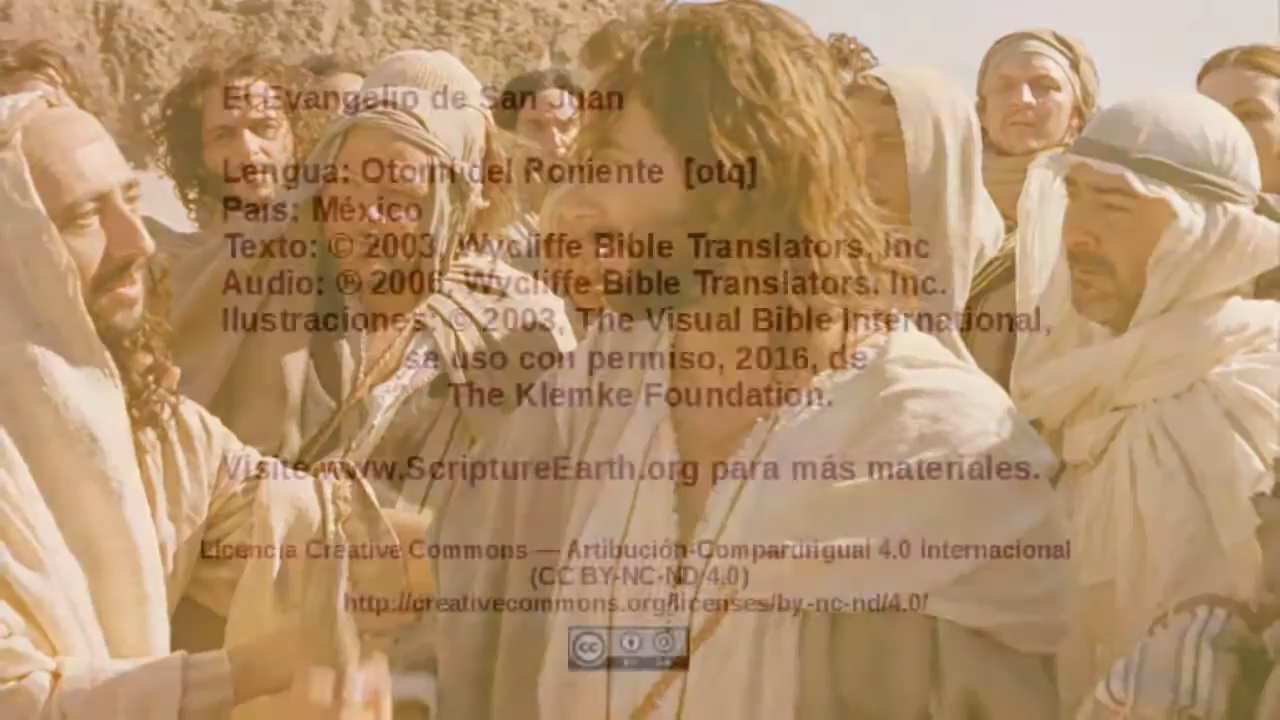 El Evangelio de San Juan
Lengua: Otomí del Poniente [otq]
País: México
Texto: © 2003, Wycliffe Bible Translators, Inc
Audio: ℗ 2006, Wycliffe Bible Translators, Inc.
Ilustraciones: © 2003, The Visual Bible International,
se uso con permiso, 2016, de
The Klemke Foundation.
Visite www.ScriptureEarth.org para más materiales.
Licencia Creative Commons — Artibución-CompardirIgual 4.0 Internacional
(CC BY-NC-ND 4.0)
http://creativecommons.org/licenses/by-nc-nd/4.0/
cc